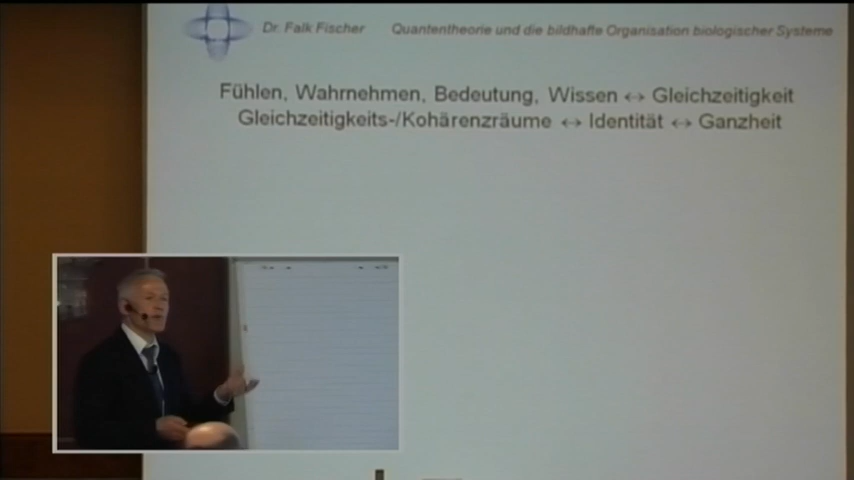 Dr. Falk Fischer Quantentheorie und die bildhafte Organisation biologischer Systeme
Fühlen, Wahrnehmen, Bedeutung, Wissen ↔ Gleichzeitigkeit
Gleichzeitigkeits-/Kohärenzräume ↔ Identität ↔ Ganzheit